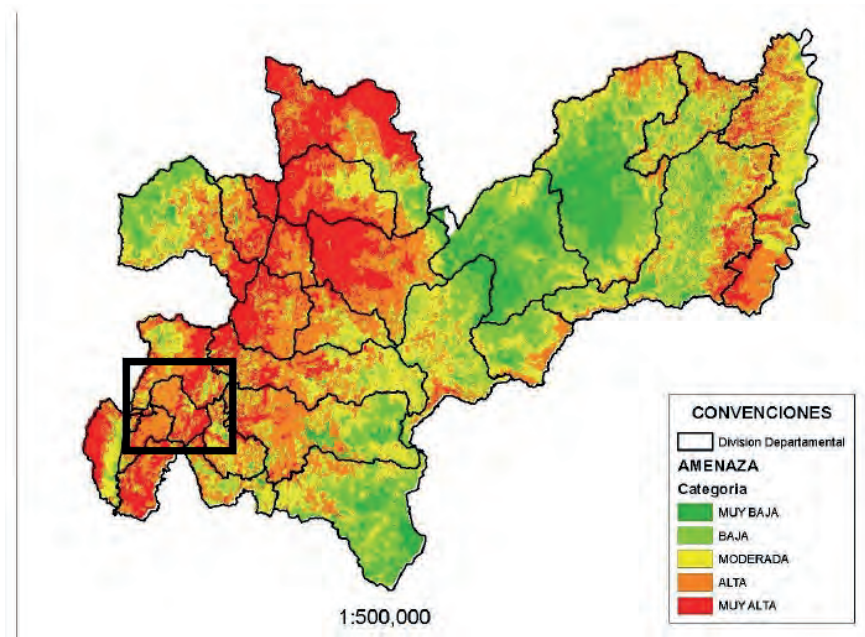 CONVENCIONES
Division Departamental
AMENAZA
Categoria
MUY BAJA
BAJA
MODERADA
ALTA
MUY ALTA
1:500,000